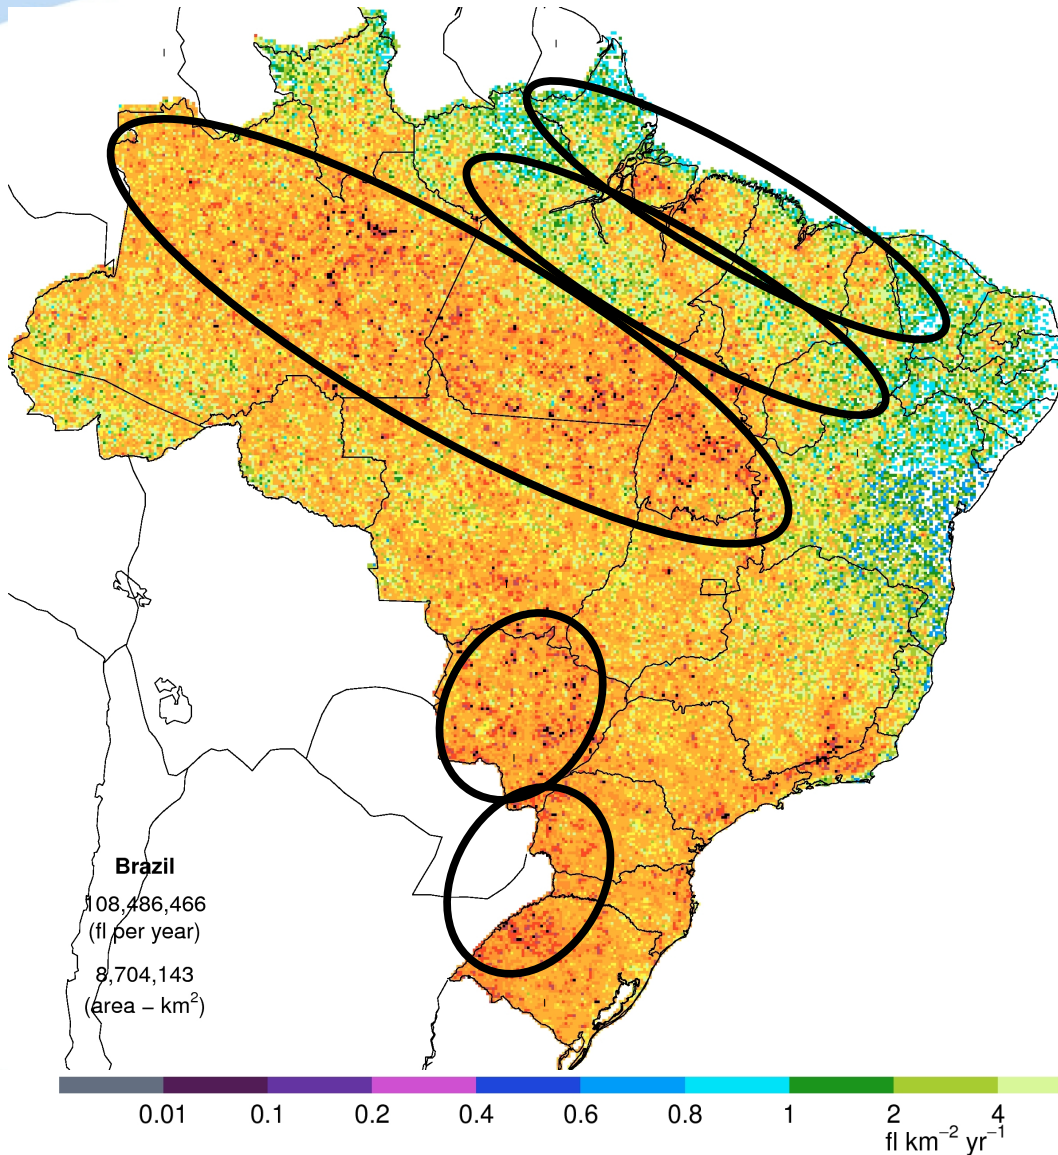 Brazil
108,486,466
(fl per year)
8,704,143
(area − km²)
0.01 0.1 0.2 0.4 0.6 0.8 1 2 4
fl km⁻² yr⁻¹